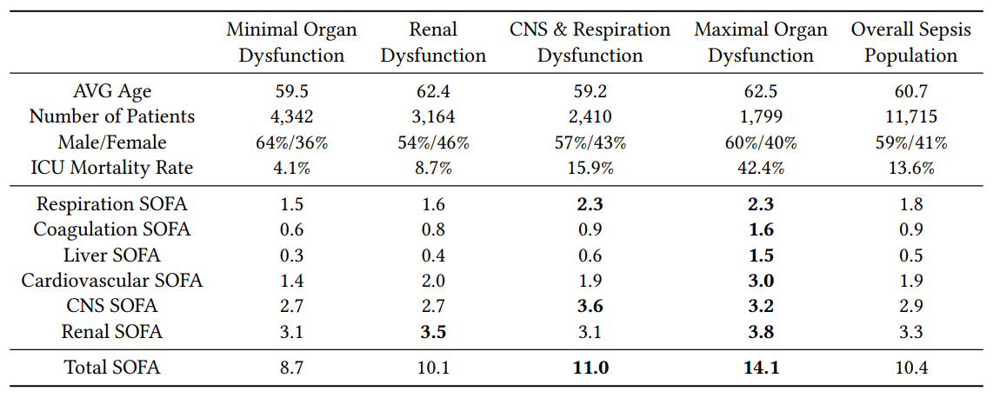 Minimal Organ Renal CNS & Respiration Maximal Organ Overall Sepsis
Dysfunction Dysfunction Dysfunction Dysfunction Population
AVG Age 59.5 62.4 59.2 62.5 60.7
Number of Patients 4,342 3,164 2,410 1,799 11,715
Male/Female 64%/36% 54%/46% 57%/43% 60%/40% 59%/41%
ICU Mortality Rate 4.1% 8.7% 15.9% 42.4% 13.6%
Respiration SOFA 1.5 1.6 2.3 2.3 1.8
Coagulation SOFA 0.6 0.8 0.9 1.6 0.9
Liver SOFA 0.3 0.4 0.6 1.5 0.5
Cardiovascular SOFA 1.4 2.0 1.9 3.0 1.9
CNS SOFA 2.7 2.7 3.6 3.2 2.9
Renal SOFA 3.1 3.5 3.1 3.8 3.3
Total SOFA 8.7 10.1 11.0 14.1 10.4